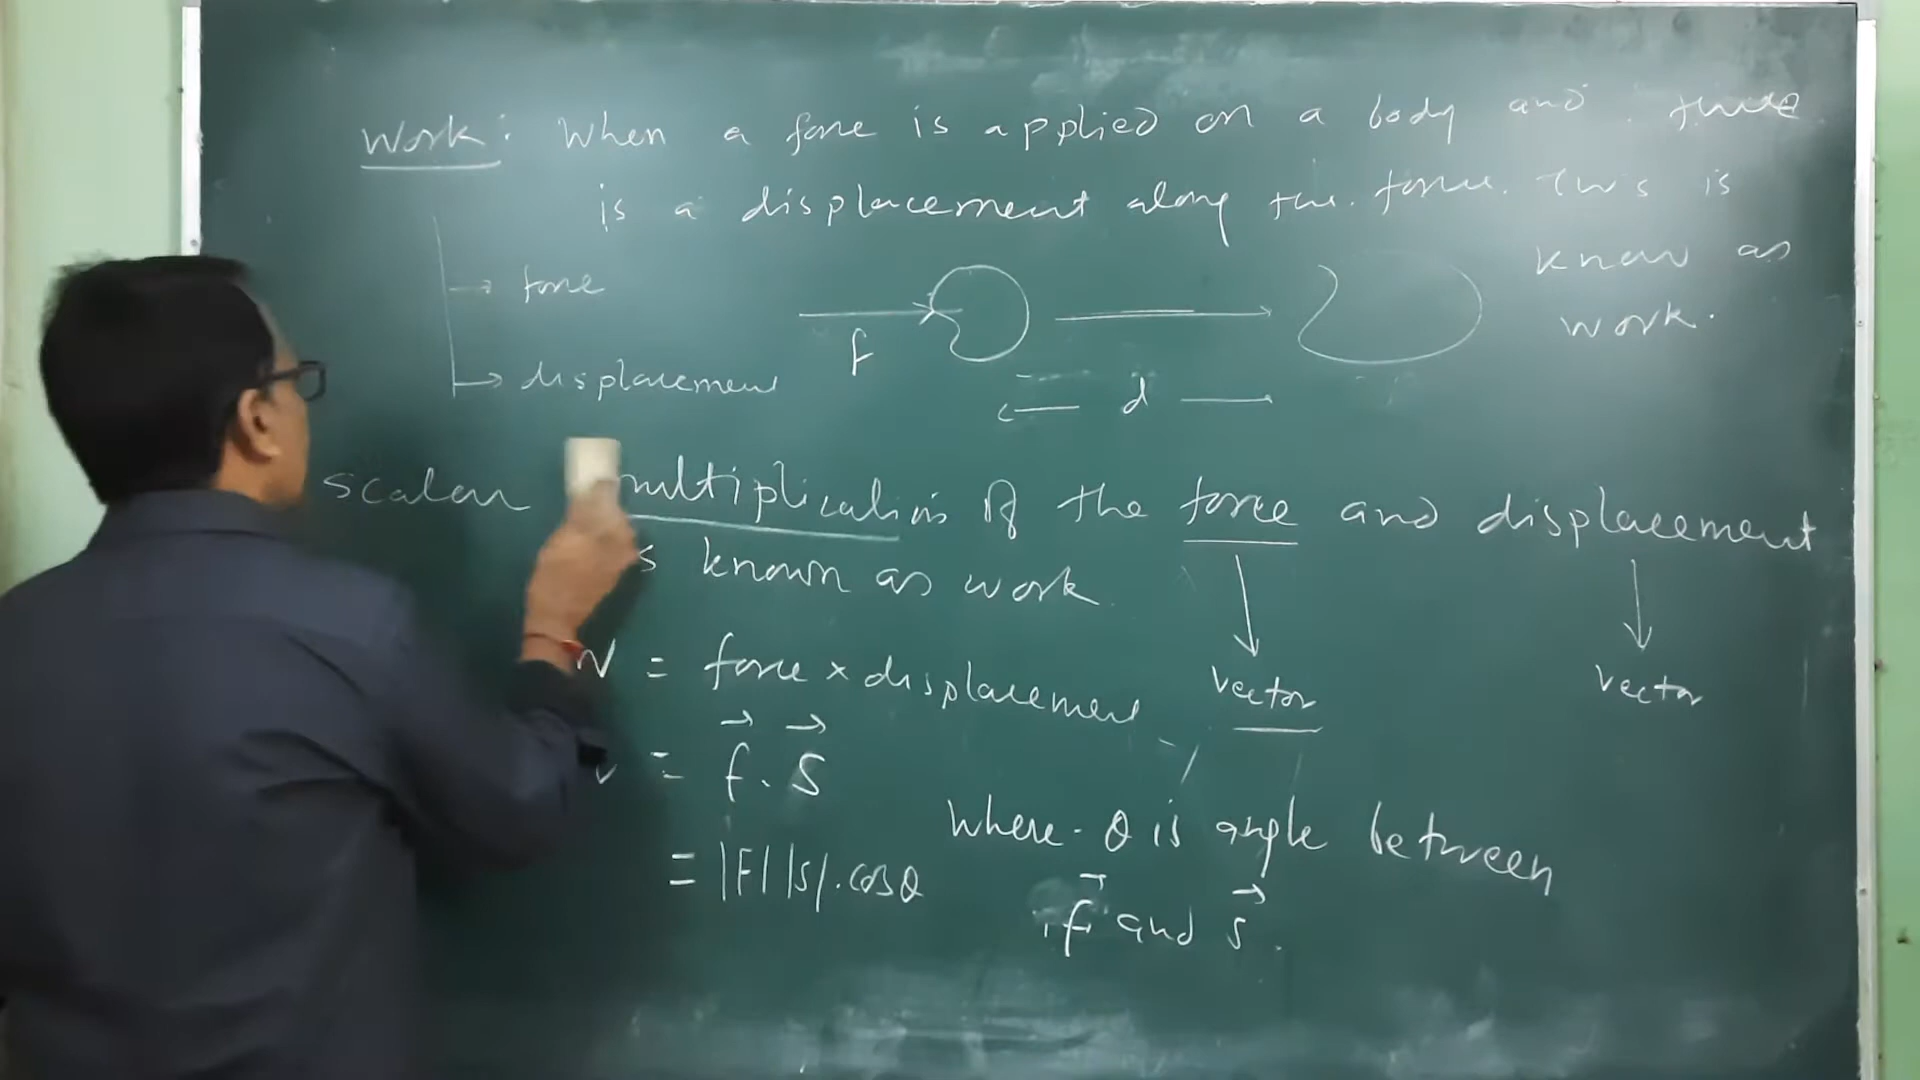 Work: When a force is applied on a body and there
is a displacement along the force. This is
known as
work.
→ force
→ displacement
f
d
scalar multiplication of the force and displacement
is known as work.
vector
vector
W = force × displacement
W = f⃗ . S⃗
= |F| |s| . cosθ
Where θ is angle between
f⃗ and s⃗.